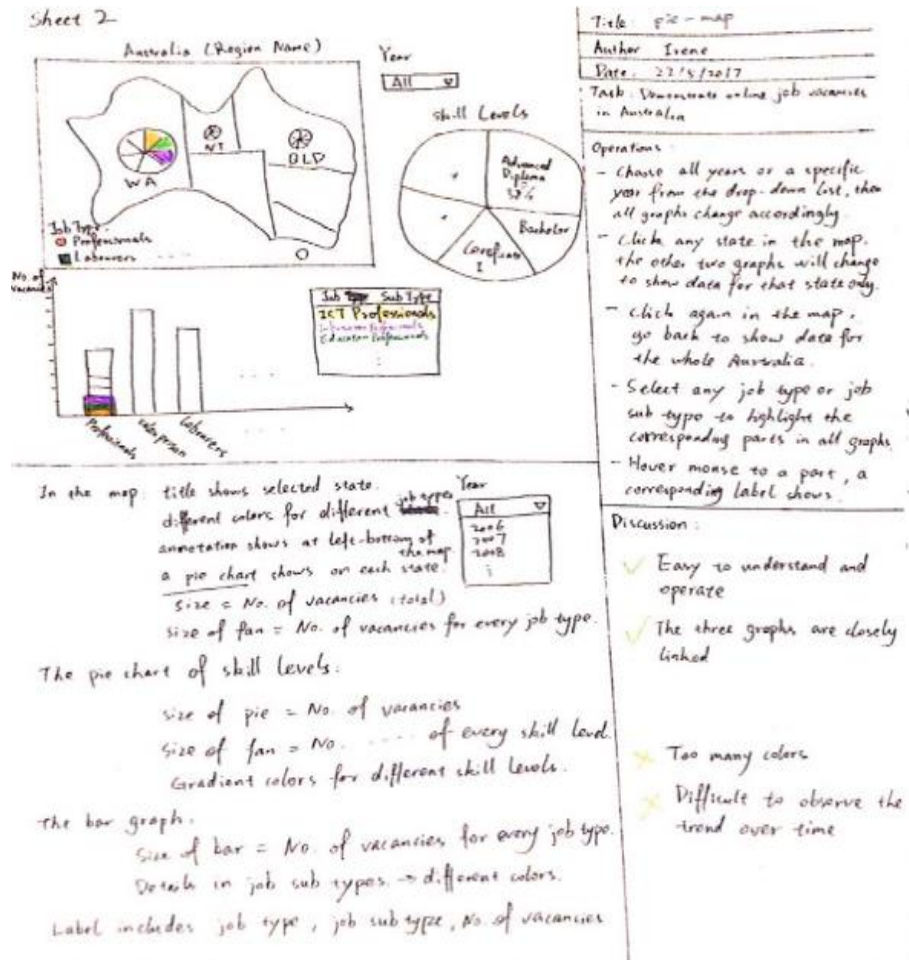 Sheet 2
Australia (Region Name)
Year
All
WA
NT
QLD
Job Type:
Professionals
Labourers
Skill Levels
Advanced
Diploma
Bachelor
I
No. of
vacancies
Professionals
Salesperson
Labourers
Job Sub Type
ICT Professionals
Education Professionals
Title: pie-map
Author Irene
Date: 22/5/2017
Task: Demonstrate online job vacancies
in Australia
Operations:
- Choose all years or a specific
year from the drop-down list, then
all graphs change accordingly.
- Click any state in the map.
the other two graphs will change
to show data for that state only.
- Click again in the map,
go back to show data for
the whole Australia.
- Select any job type or job
sub type to highlight the
corresponding parts in all graphs
- Hover mouse to a part, a
corresponding label shows.
In the map: title shows selected state.
different colors for different job types
annotation shows at left-bottom of the map
a pie chart shows on each state.
size = No. of vacancies (total)
size of fan = No. of vacancies for every job type.
Year
All
2006
2007
2008
The pie chart of skill levels:
size of pie = No. of vacancies
Size of fan = No. ..... of every skill level.
Gradient colors for different skill levels.
The bar graph:
Size of bar = No. of vacancies for every job type.
Details in job sub types. → different colors.
Label includes job type, job sub type, No. of vacancies
Discussion:
✓ Easy to understand and
operate
✓ The three graphs are closely
linked
✗ Too many colors
✗ Difficult to observe the
trend over time